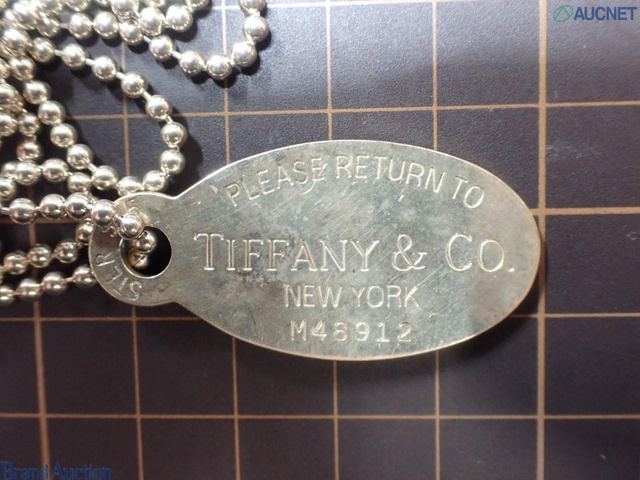 AUCNET
PLEASE RETURN TO
TIFFANY & CO.
NEW YORK
M48912
Brand Auction